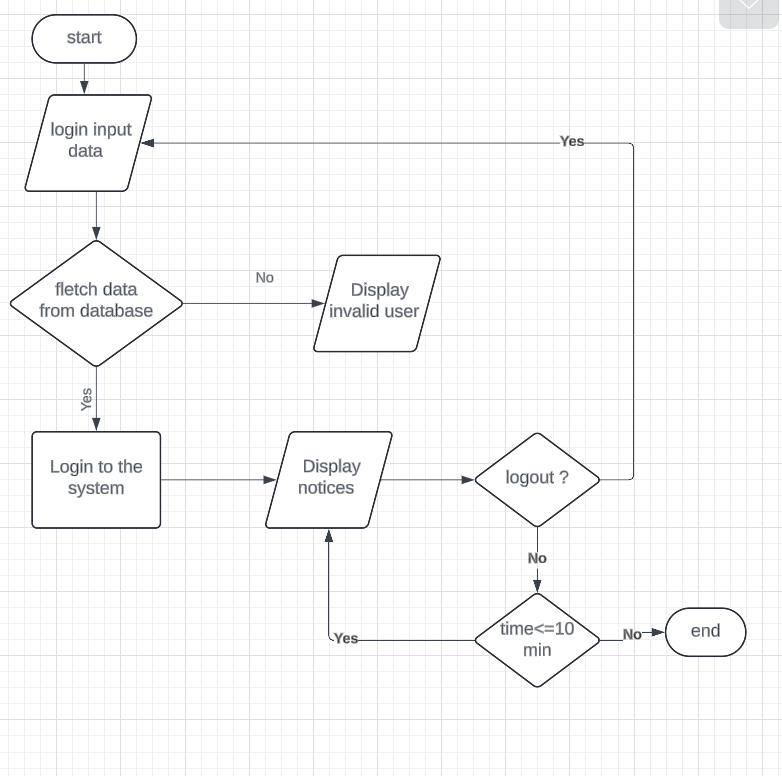 start
login input
data
Yes
fletch data
from database
No
Display
invalid user
Yes
Login to the
system
Display
notices
logout ?
No
time<=10
min
Yes
No
end